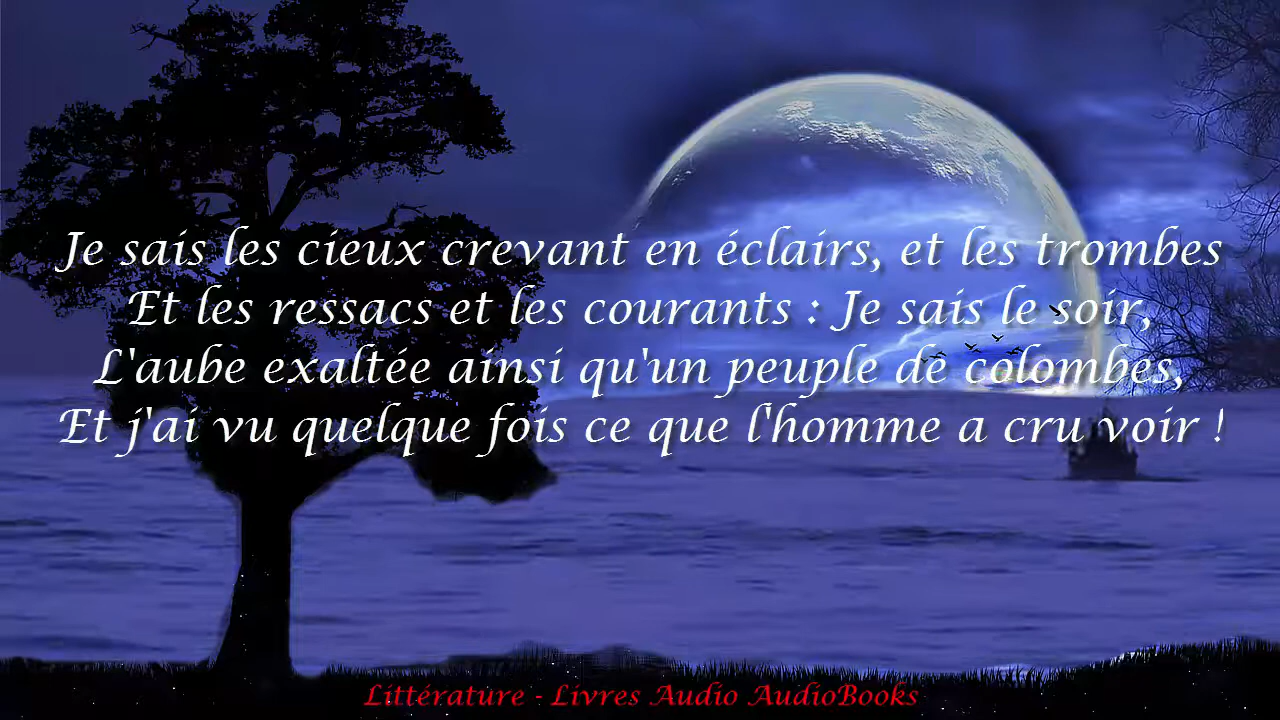 Je sais les cieux crevant en éclairs, et les trombes
Et les ressacs et les courants : Je sais le soir,
L'aube exaltée ainsi qu'un peuple de colombes,
Et j'ai vu quelque fois ce que l'homme a cru voir !
Littérature - Livres Audio AudioBooks